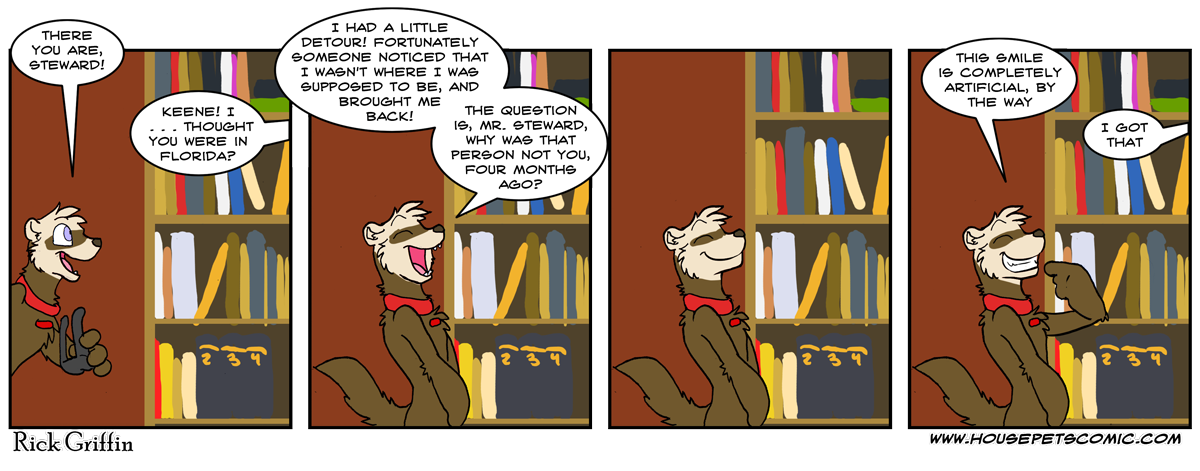 THERE
YOU ARE,
STEWARD!
KEENE! I
. . . THOUGHT
YOU WERE IN
FLORIDA?
2 3 4
I HAD A LITTLE
DETOUR! FORTUNATELY
SOMEONE NOTICED THAT
I WASN'T WHERE I WAS
SUPPOSED TO BE, AND
BROUGHT ME
BACK!
THE QUESTION
IS, MR. STEWARD,
WHY WAS THAT
PERSON NOT YOU,
FOUR MONTHS
AGO?
2 3 4
2 3 4
THIS SMILE
IS COMPLETELY
ARTIFICIAL, BY
THE WAY
I GOT
THAT
2 3 4
Rick Griffin
WWW.HOUSEPETSCOMIC.COM